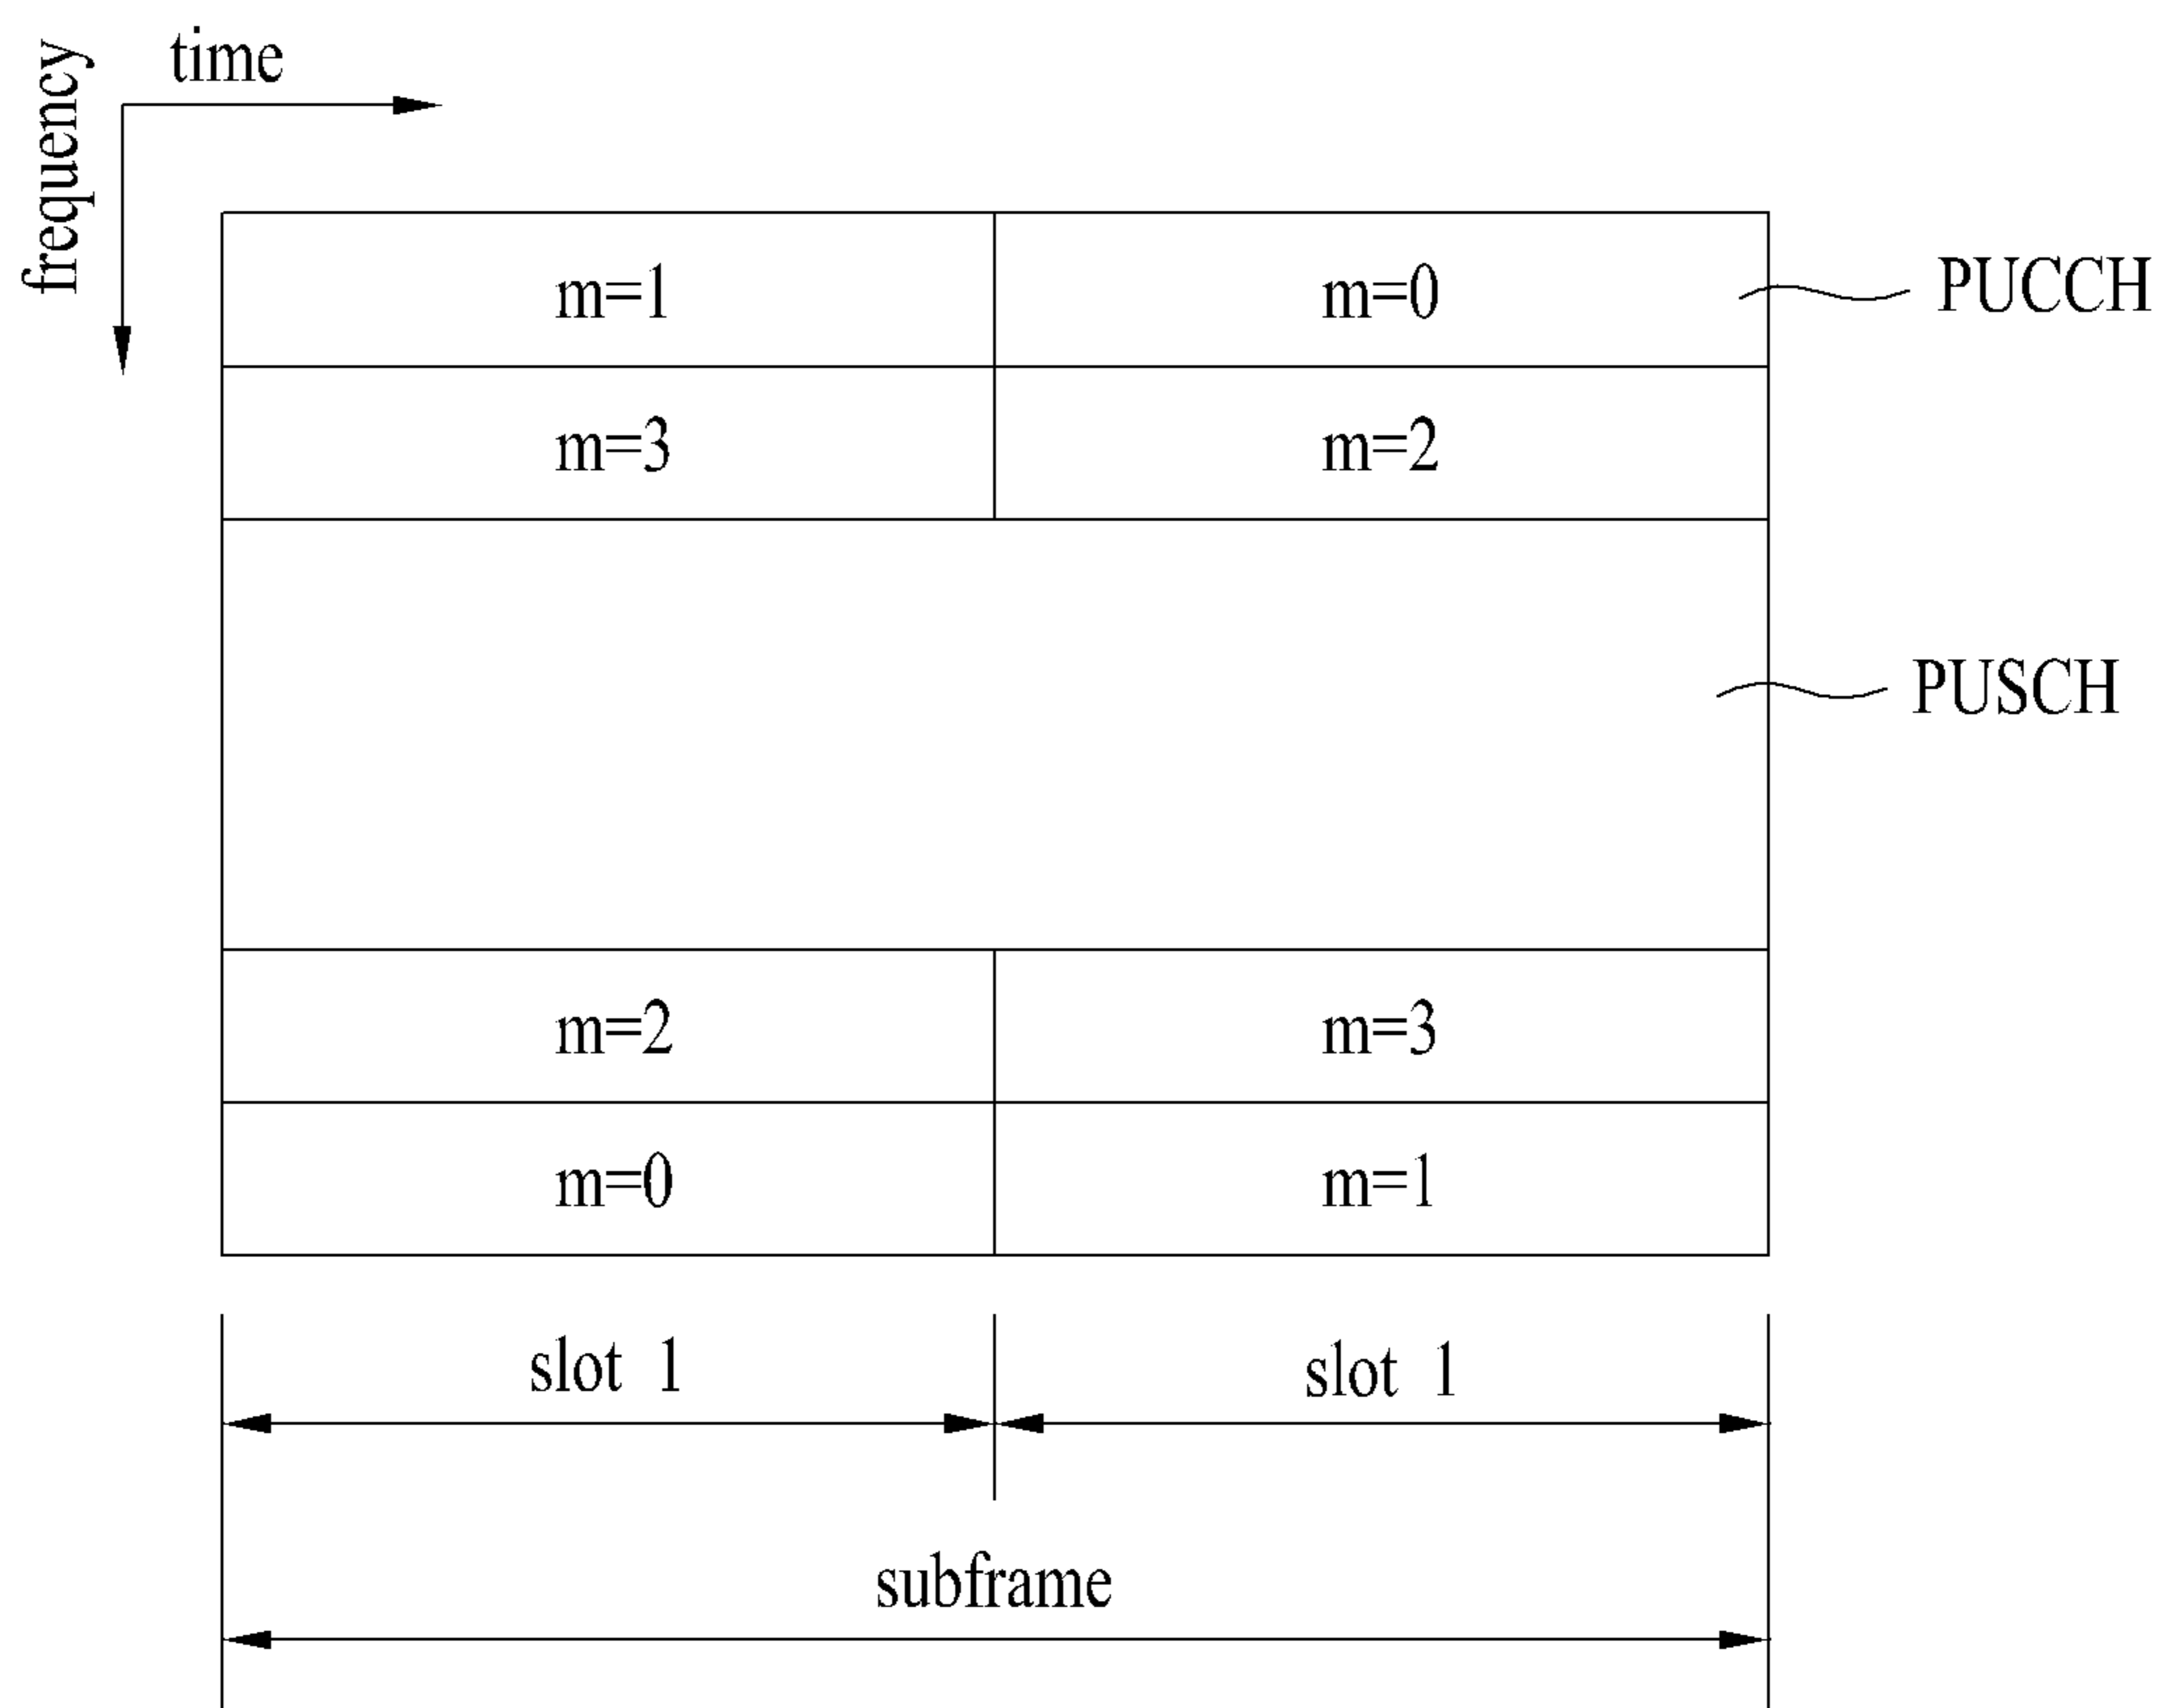 time
frequency
m=1
m=0
PUCCH
m=3
m=2
PUSCH
m=2
m=3
m=0
m=1
slot 1
slot 1
subframe